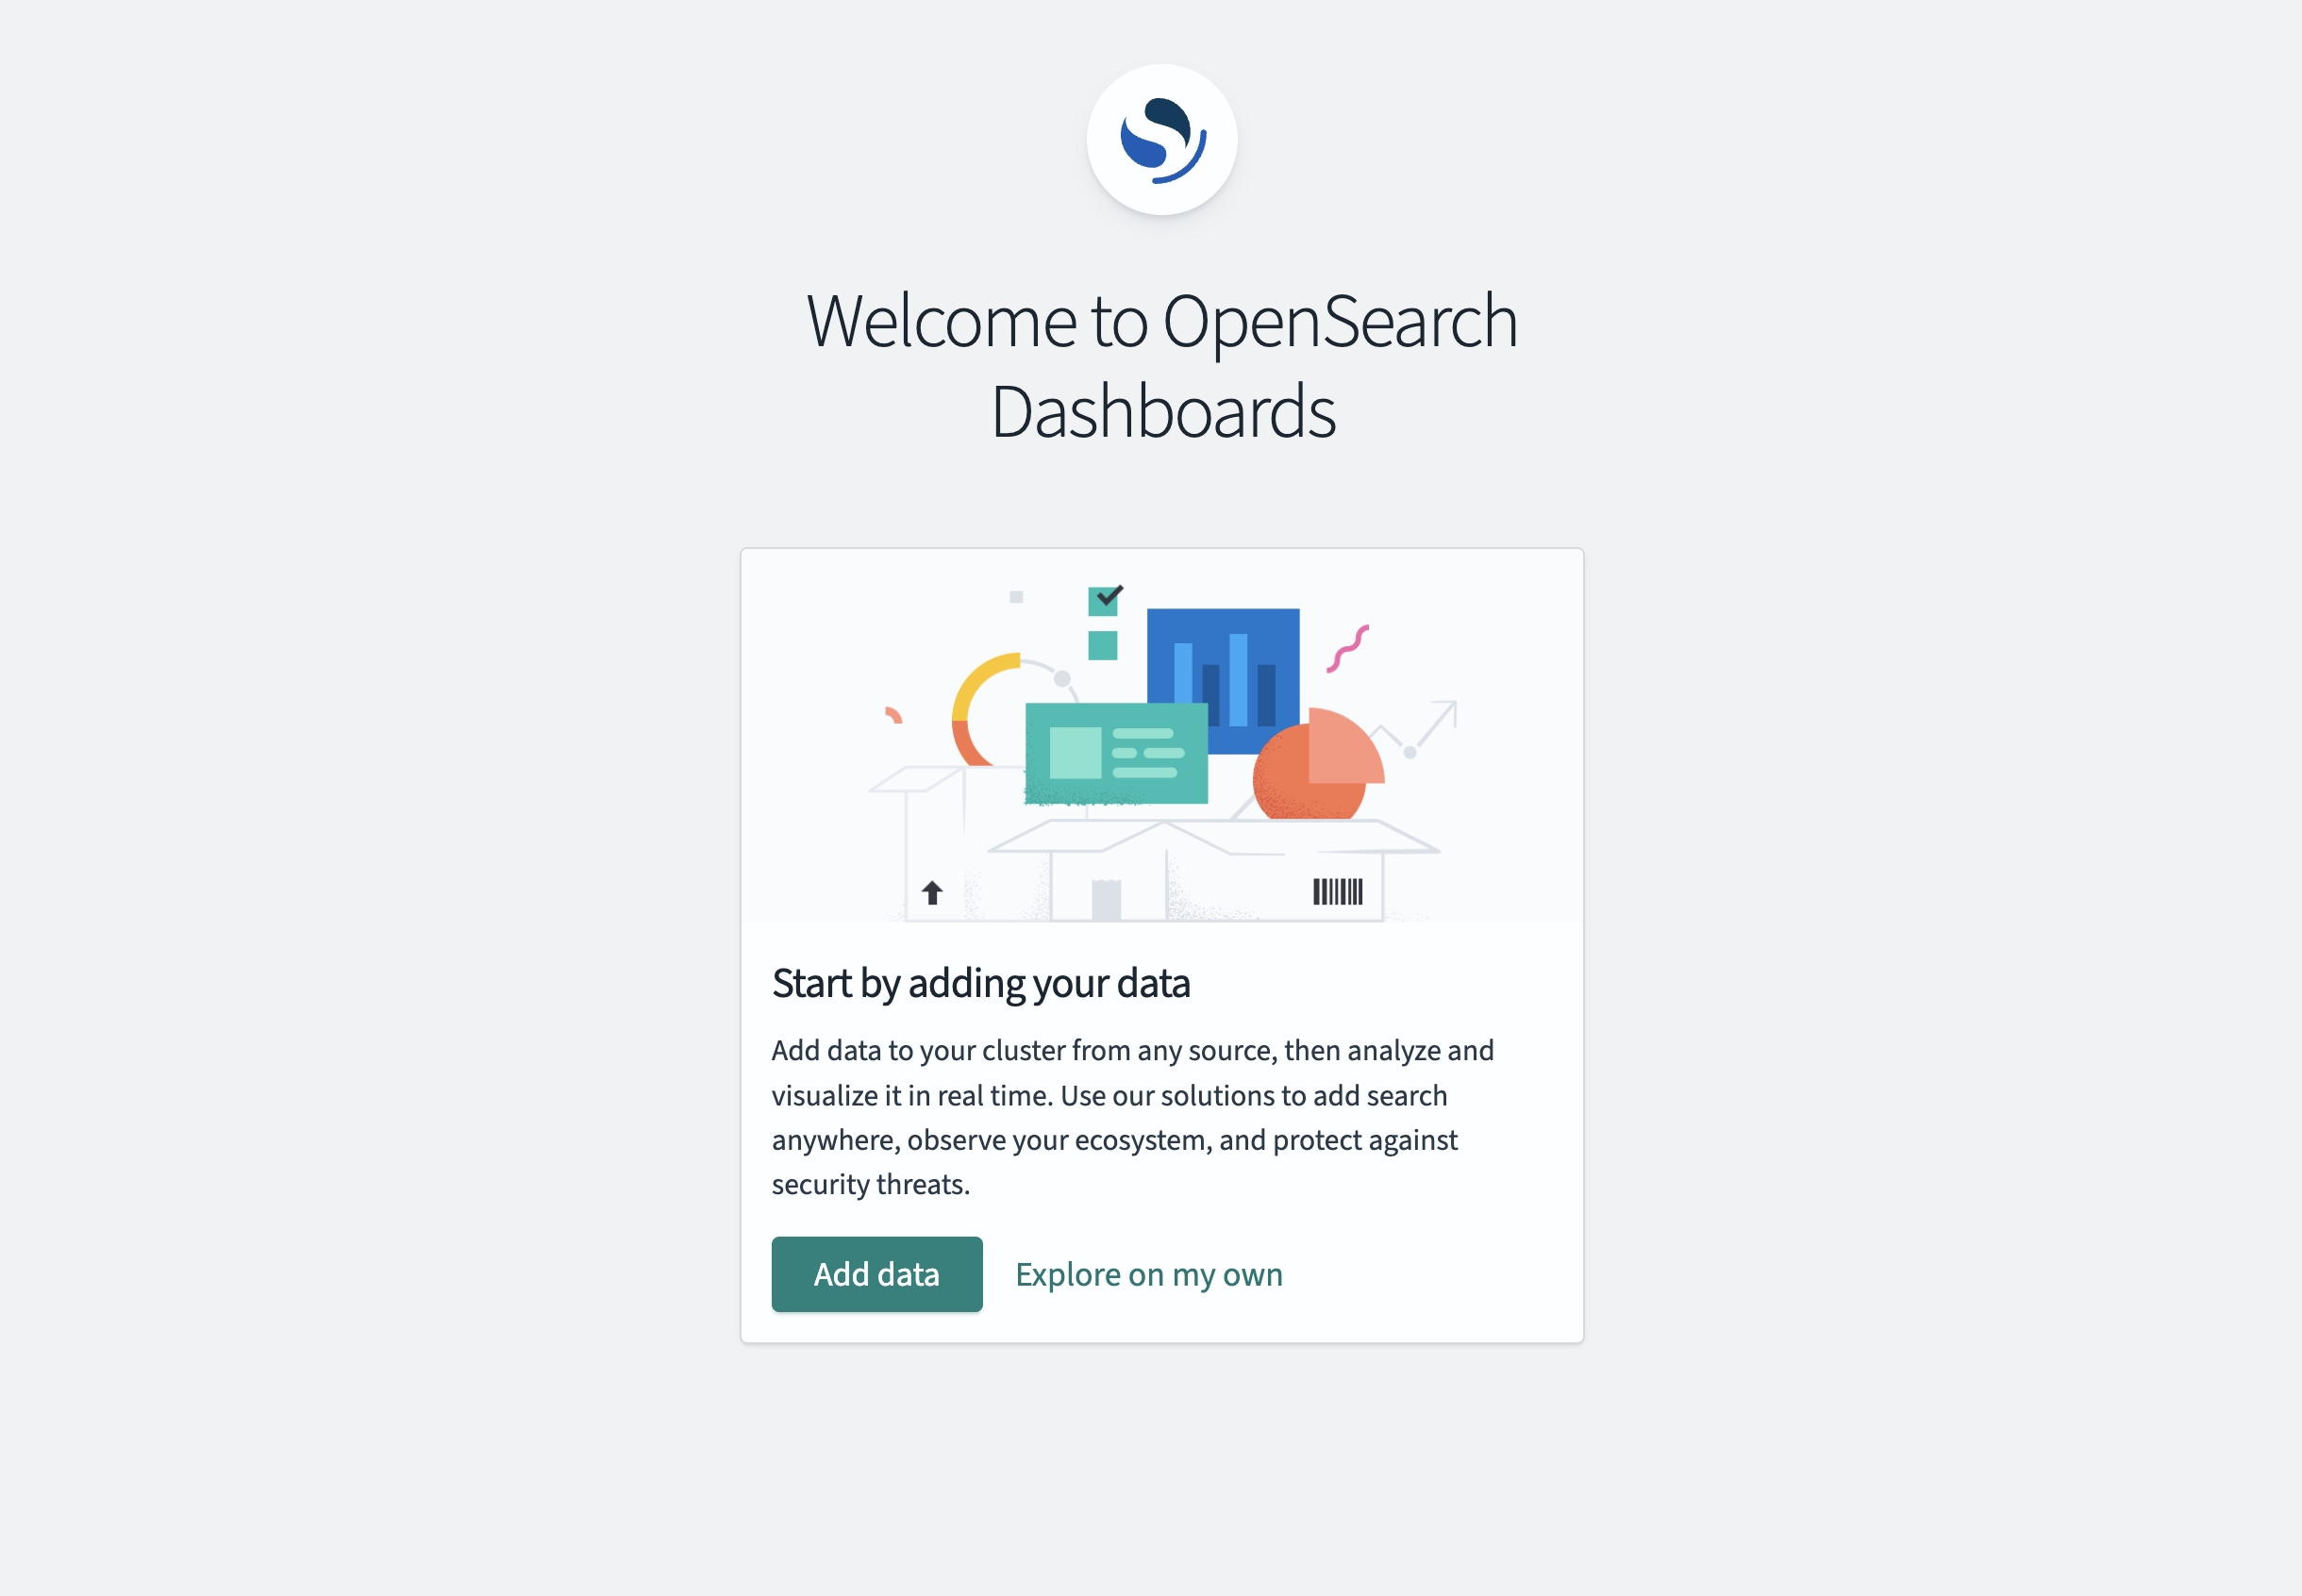 Welcome to OpenSearch
Dashboards
Start by adding your data
Add data to your cluster from any source, then analyze and
visualize it in real time. Use our solutions to add search
anywhere, observe your ecosystem, and protect against
security threats.
Add data
Explore on my own